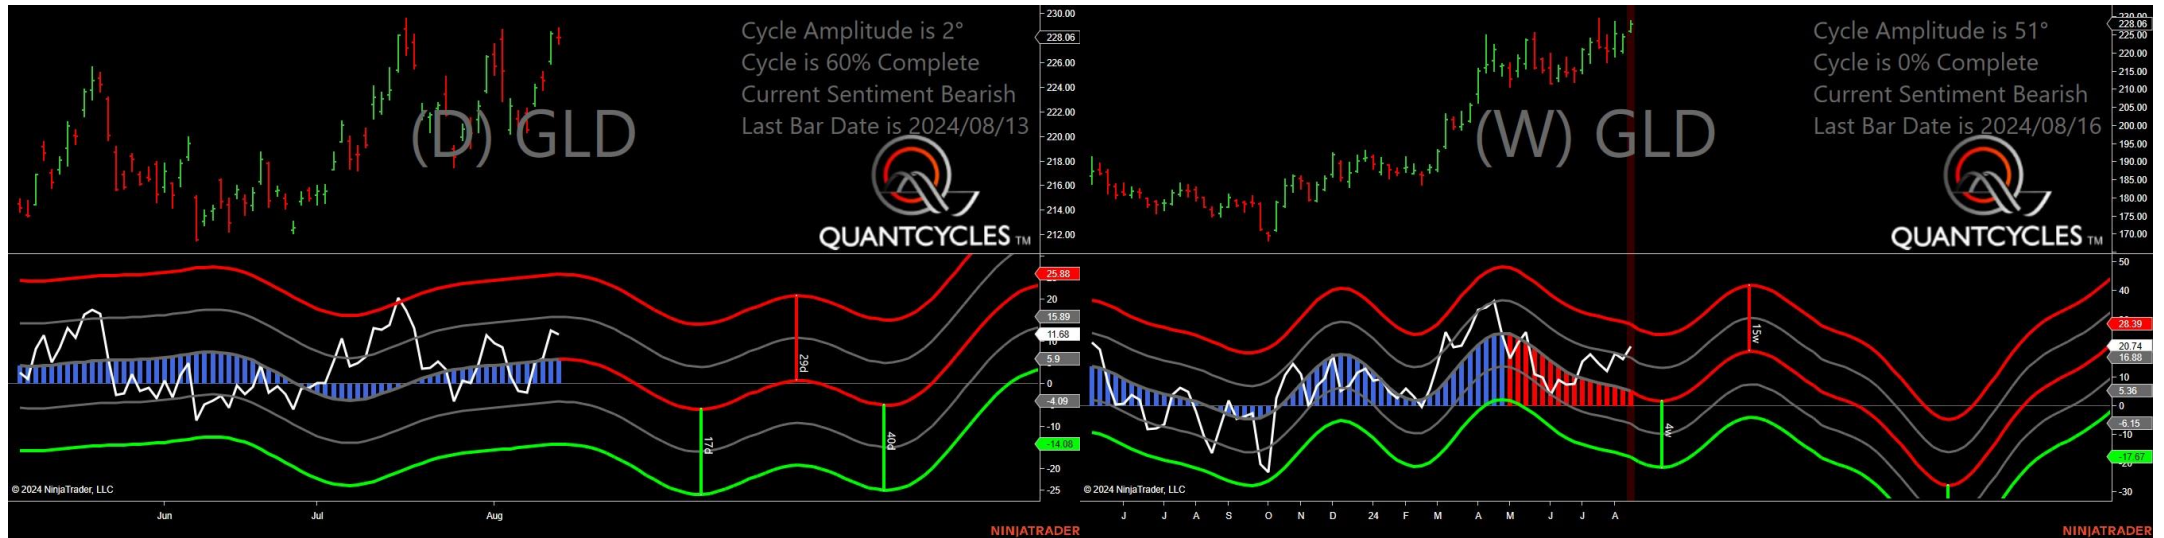 Cycle Amplitude is 2°
Cycle is 60% Complete
Current Sentiment Bearish
Last Bar Date is 2024/08/13
(D) GLD
QUANTCYCLES TM
230.00
228.06
226.00
224.00
222.00
220.00
218.00
216.00
214.00
212.00
25.88
20
15.89
11.68
10
5.9
0
-4.09
-10
-14.08
-20
-25
29d
17d
40d
© 2024 NinjaTrader, LLC
Jun
Jul
Aug
NINJATRADER
Cycle Amplitude is 51°
Cycle is 0% Complete
Current Sentiment Bearish
Last Bar Date is 2024/08/16
(W) GLD
QUANTCYCLES TM
230.00
228.06
225.00
220.00
215.00
210.00
205.00
200.00
195.00
190.00
185.00
180.00
175.00
170.00
50
40
28.39
20.74
16.88
10
5.36
0
-6.15
-10
-17.67
-30
15w
4w
© 2024 NinjaTrader, LLC
J
J
A
S
O
N
D
24
F
M
A
M
J
J
A
NINJATRADER